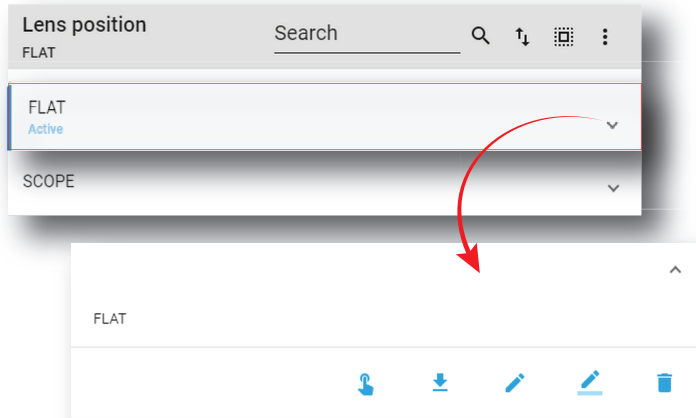 Lens position
FLAT
Search
FLAT
Active
SCOPE
FLAT